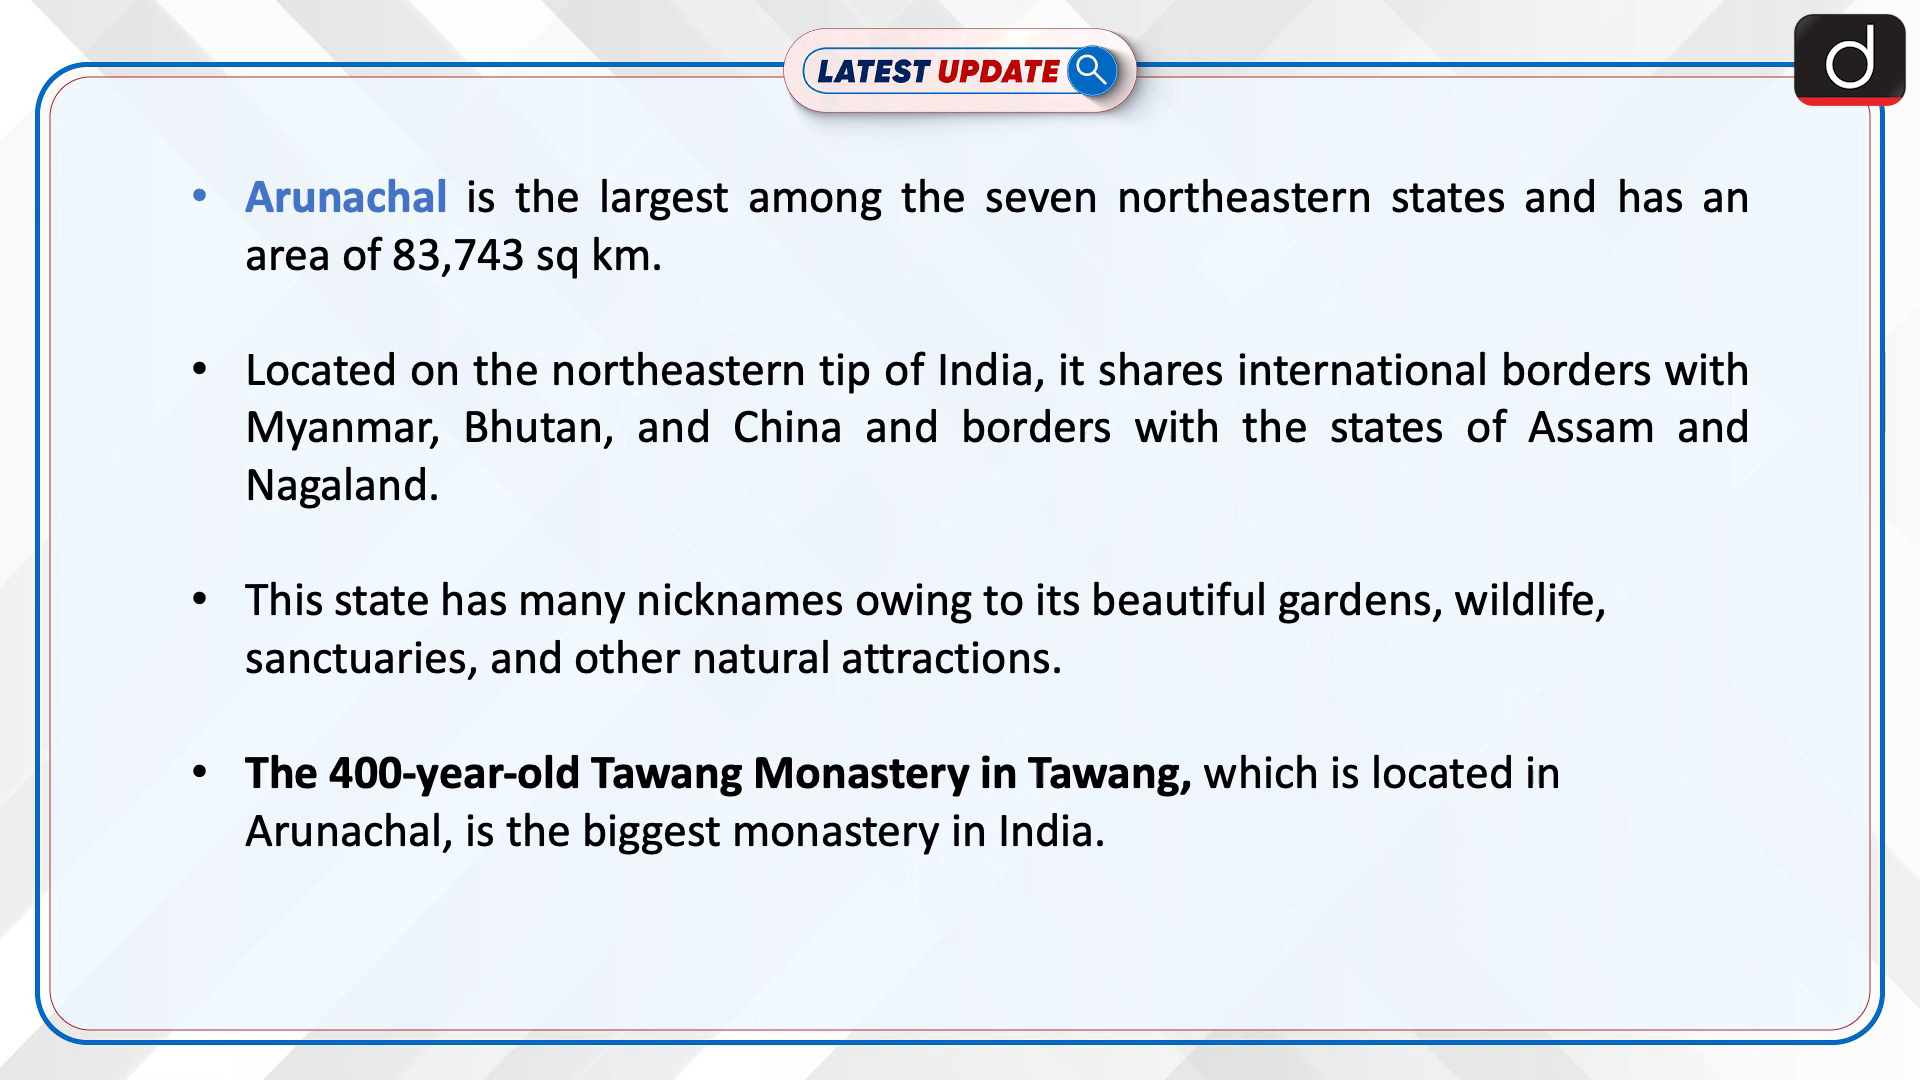 LATEST UPDATE
d
• Arunachal is the largest among the seven northeastern states and has an
area of 83,743 sq km.
• Located on the northeastern tip of India, it shares international borders with
Myanmar, Bhutan, and China and borders with the states of Assam and
Nagaland.
• This state has many nicknames owing to its beautiful gardens, wildlife,
sanctuaries, and other natural attractions.
• The 400-year-old Tawang Monastery in Tawang, which is located in
Arunachal, is the biggest monastery in India.